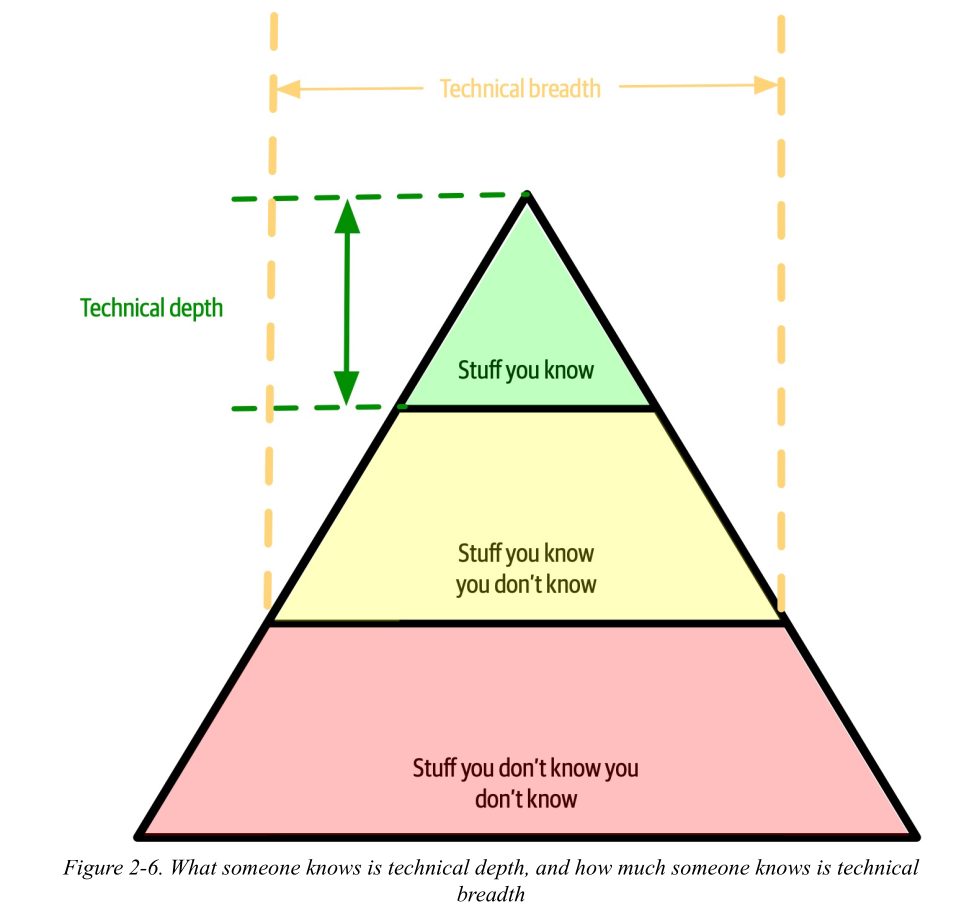 Technical breadth
Technical depth
Stuff you know
Stuff you know
you don't know
Stuff you don't know you
don't know
Figure 2-6. What someone knows is technical depth, and how much someone knows is technical
breadth